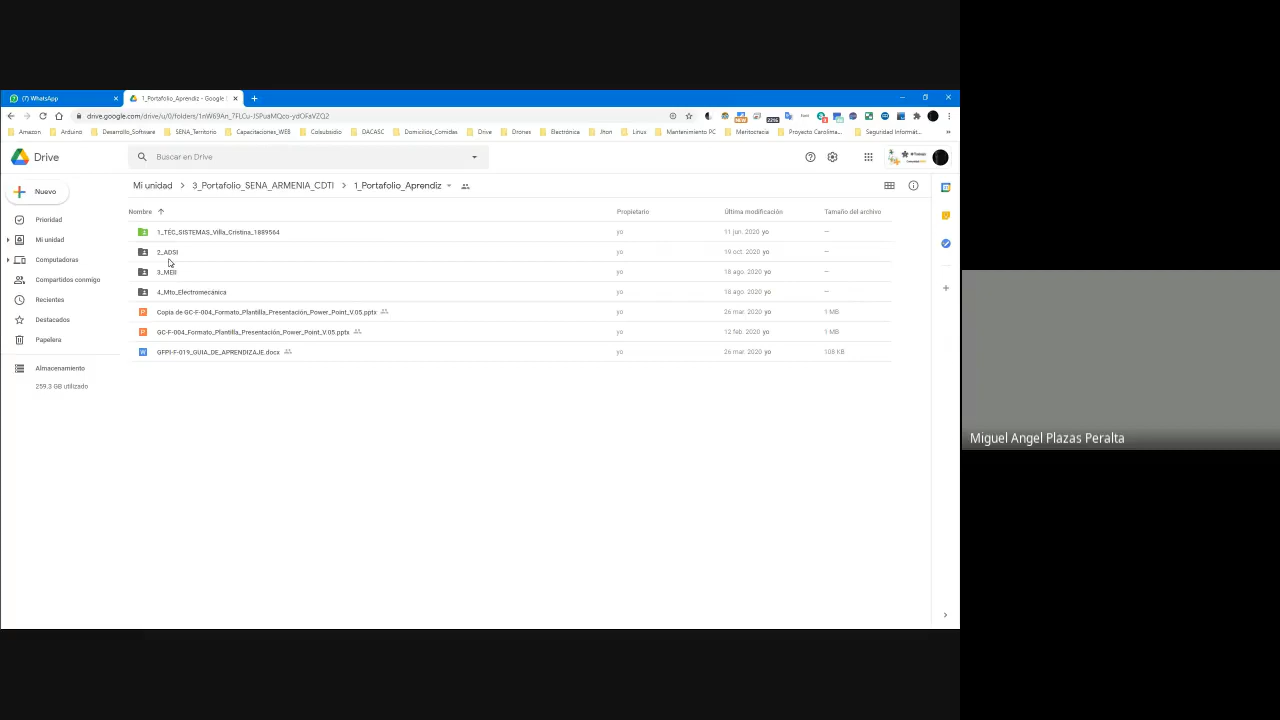 (7) WhatsApp
1_Portafolio_Aprendiz - Google
drive.google.com/drive/u/0/folders/1nW69An_7FLCu-JSPuaMQco-ydOFaVZQ2
Amazon Arduino Desarrollo_Software SENA_Territorio Capacitaciones_WEB Colsubsidio DACASC Domicilios_Comidas Drive Drones Electrónica Jhon Linux Mantenimiento PC Meritocracia Proyecto Carolima... Seguridad Informát...
Drive
Buscar en Drive
Nuevo
Mi unidad > 3_Portafolio_SENA_ARMENIA_CDTI > 1_Portafolio_Aprendiz
Nombre Propietario Última modificación Tamaño del archivo
Prioridad
Mi unidad
Computadoras
Compartidos conmigo
Recientes
Destacados
Papelera
Almacenamiento
259.3 GB utilizado
1_TÉC_SISTEMAS_Villa_Cristina_1889564 yo 11 jun. 2020 yo —
2_ADSI yo 19 oct. 2020 yo —
3_MEII yo 18 ago. 2020 yo —
4_Mto_Electromecánica yo 18 ago. 2020 yo —
Copia de GC-F-004_Formato_Plantilla_Presentación_Power_Point_V.05.pptx yo 26 mar. 2020 yo 1 MB
GC-F-004_Formato_Plantilla_Presentación_Power_Point_V.05.pptx yo 12 feb. 2020 yo 1 MB
GFPI-F-019_GUIA_DE_APRENDIZAJE.docx yo 26 mar. 2020 yo 108 KB
Miguel Angel Plazas Peralta